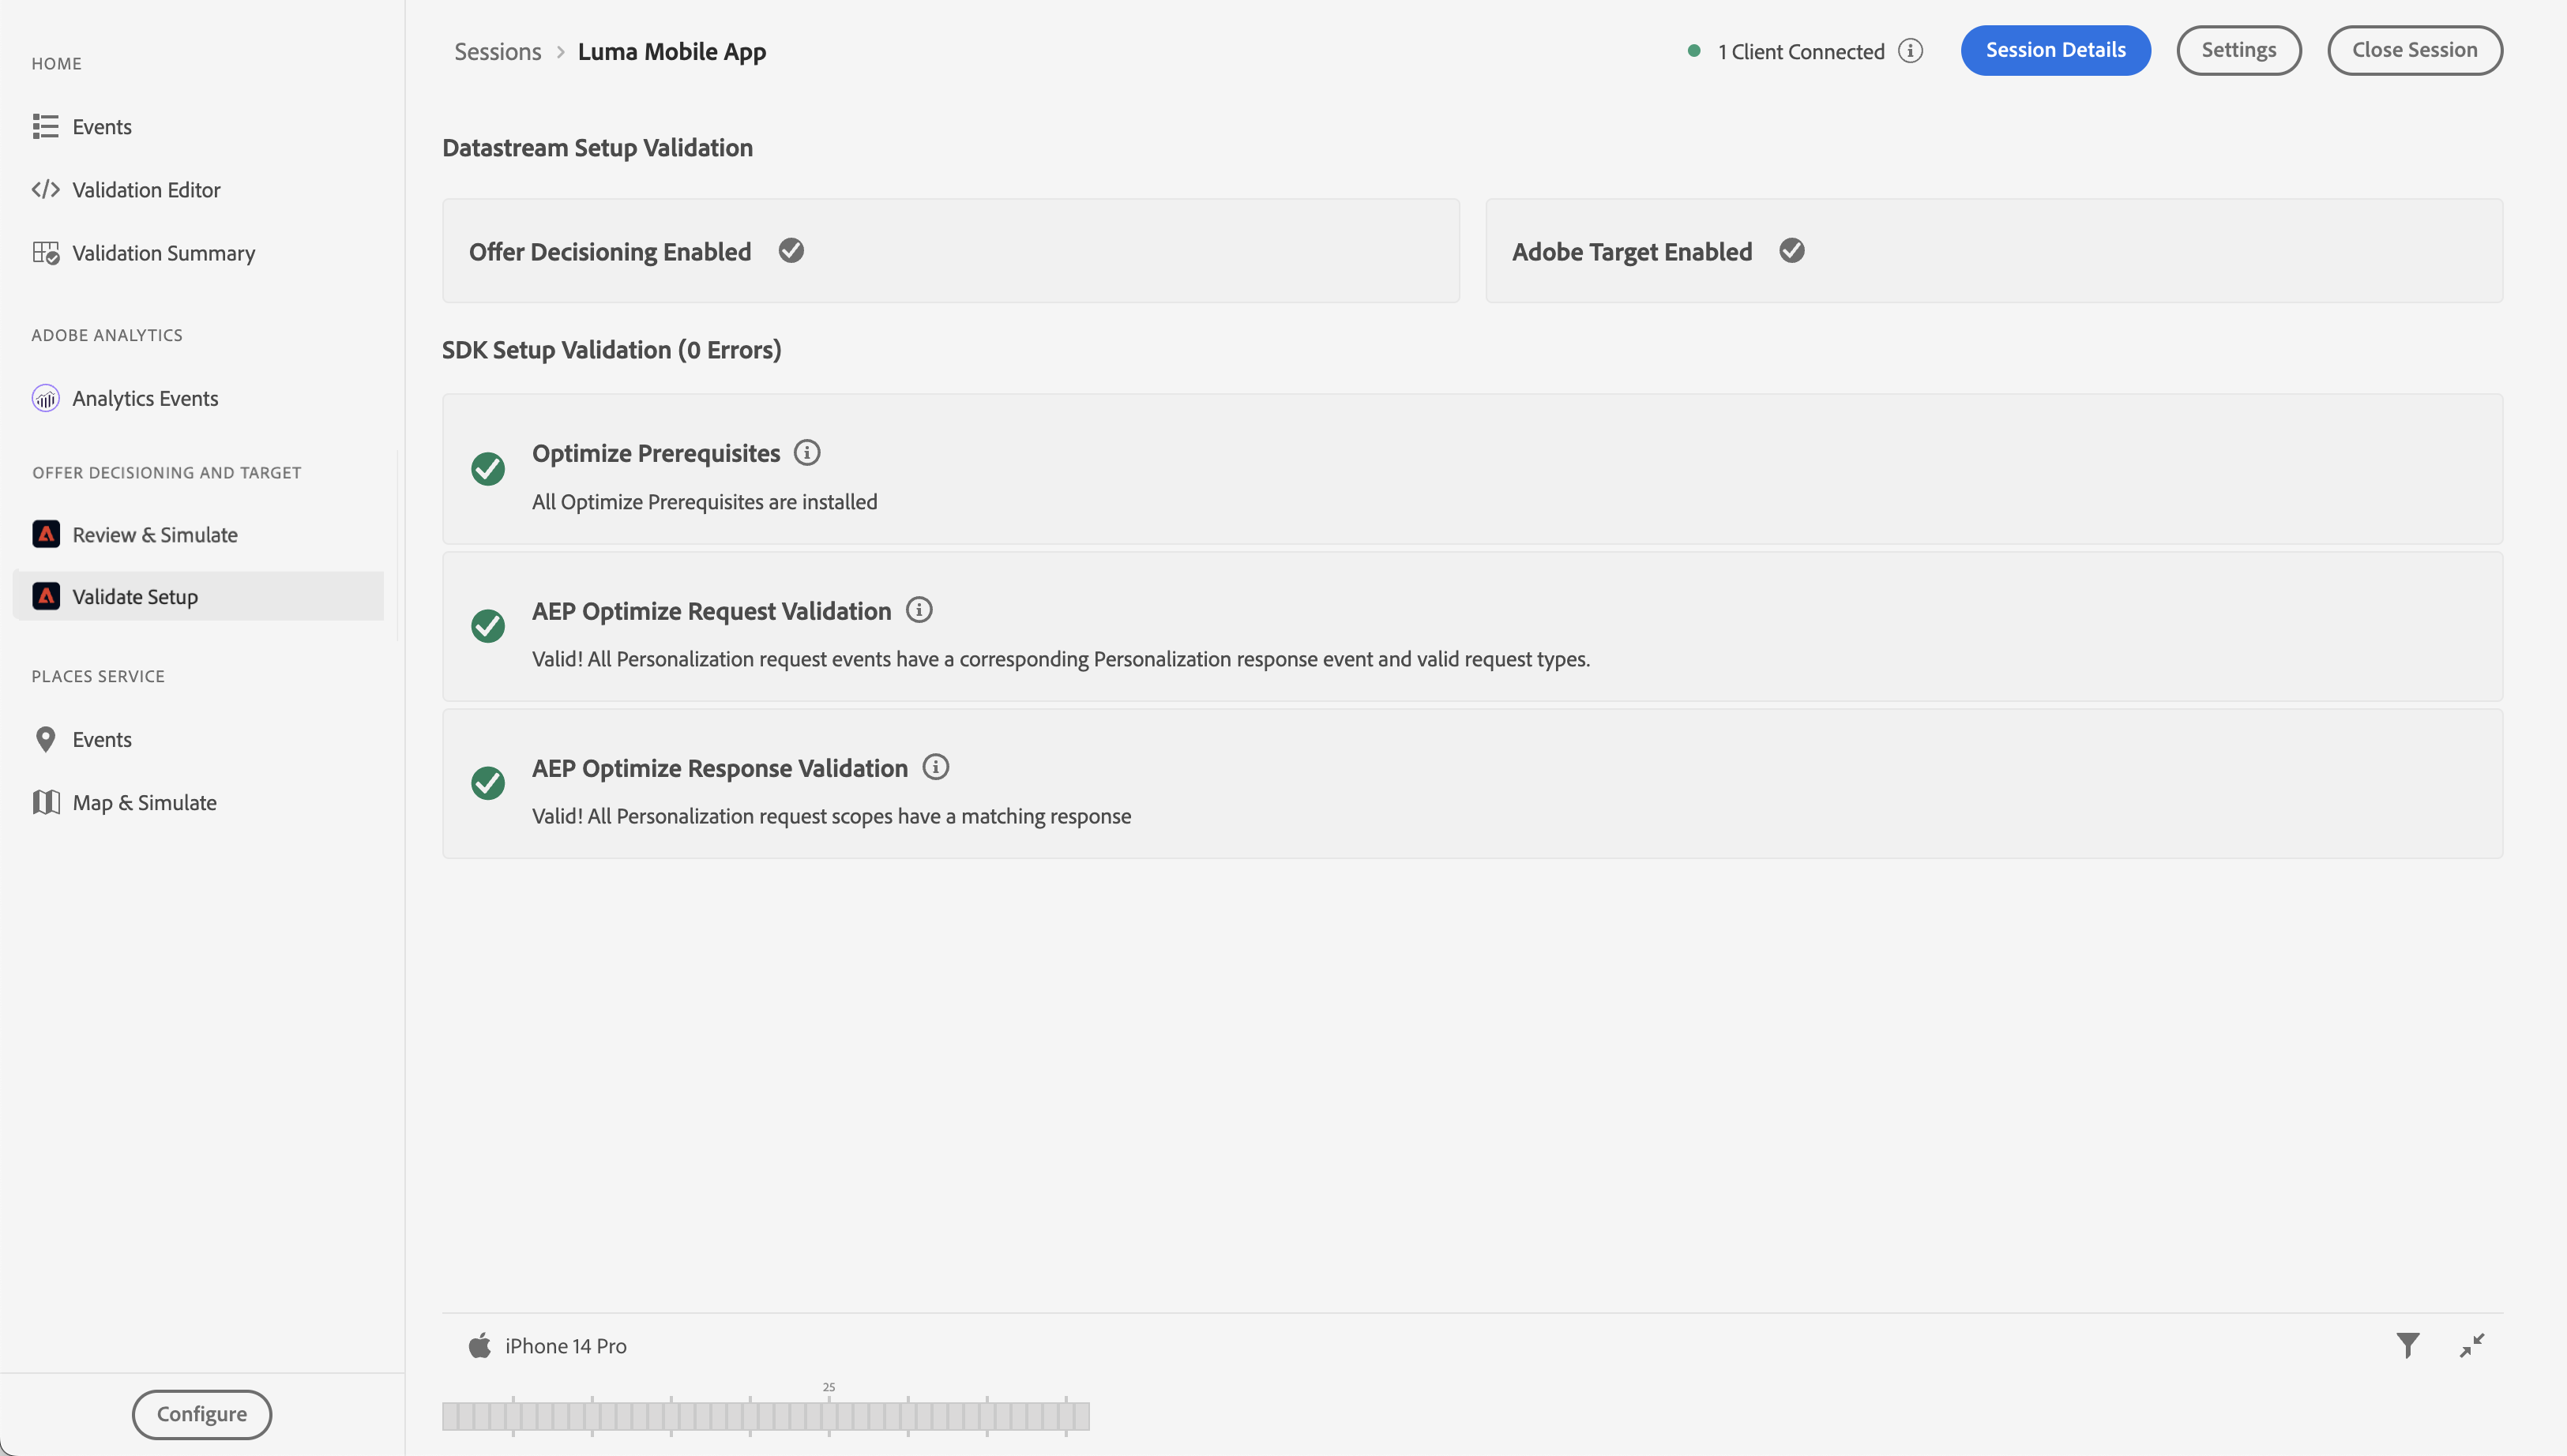 HOME
Events
Validation Editor
Validation Summary
ADOBE ANALYTICS
Analytics Events
OFFER DECISIONING AND TARGET
Review & Simulate
Validate Setup
PLACES SERVICE
Events
Map & Simulate
Configure
Sessions > Luma Mobile App
1 Client Connected
Session Details
Settings
Close Session
Datastream Setup Validation
Offer Decisioning Enabled
Adobe Target Enabled
SDK Setup Validation (0 Errors)
Optimize Prerequisites
All Optimize Prerequisites are installed
AEP Optimize Request Validation
Valid! All Personalization request events have a corresponding Personalization response event and valid request types.
AEP Optimize Response Validation
Valid! All Personalization request scopes have a matching response
iPhone 14 Pro
25